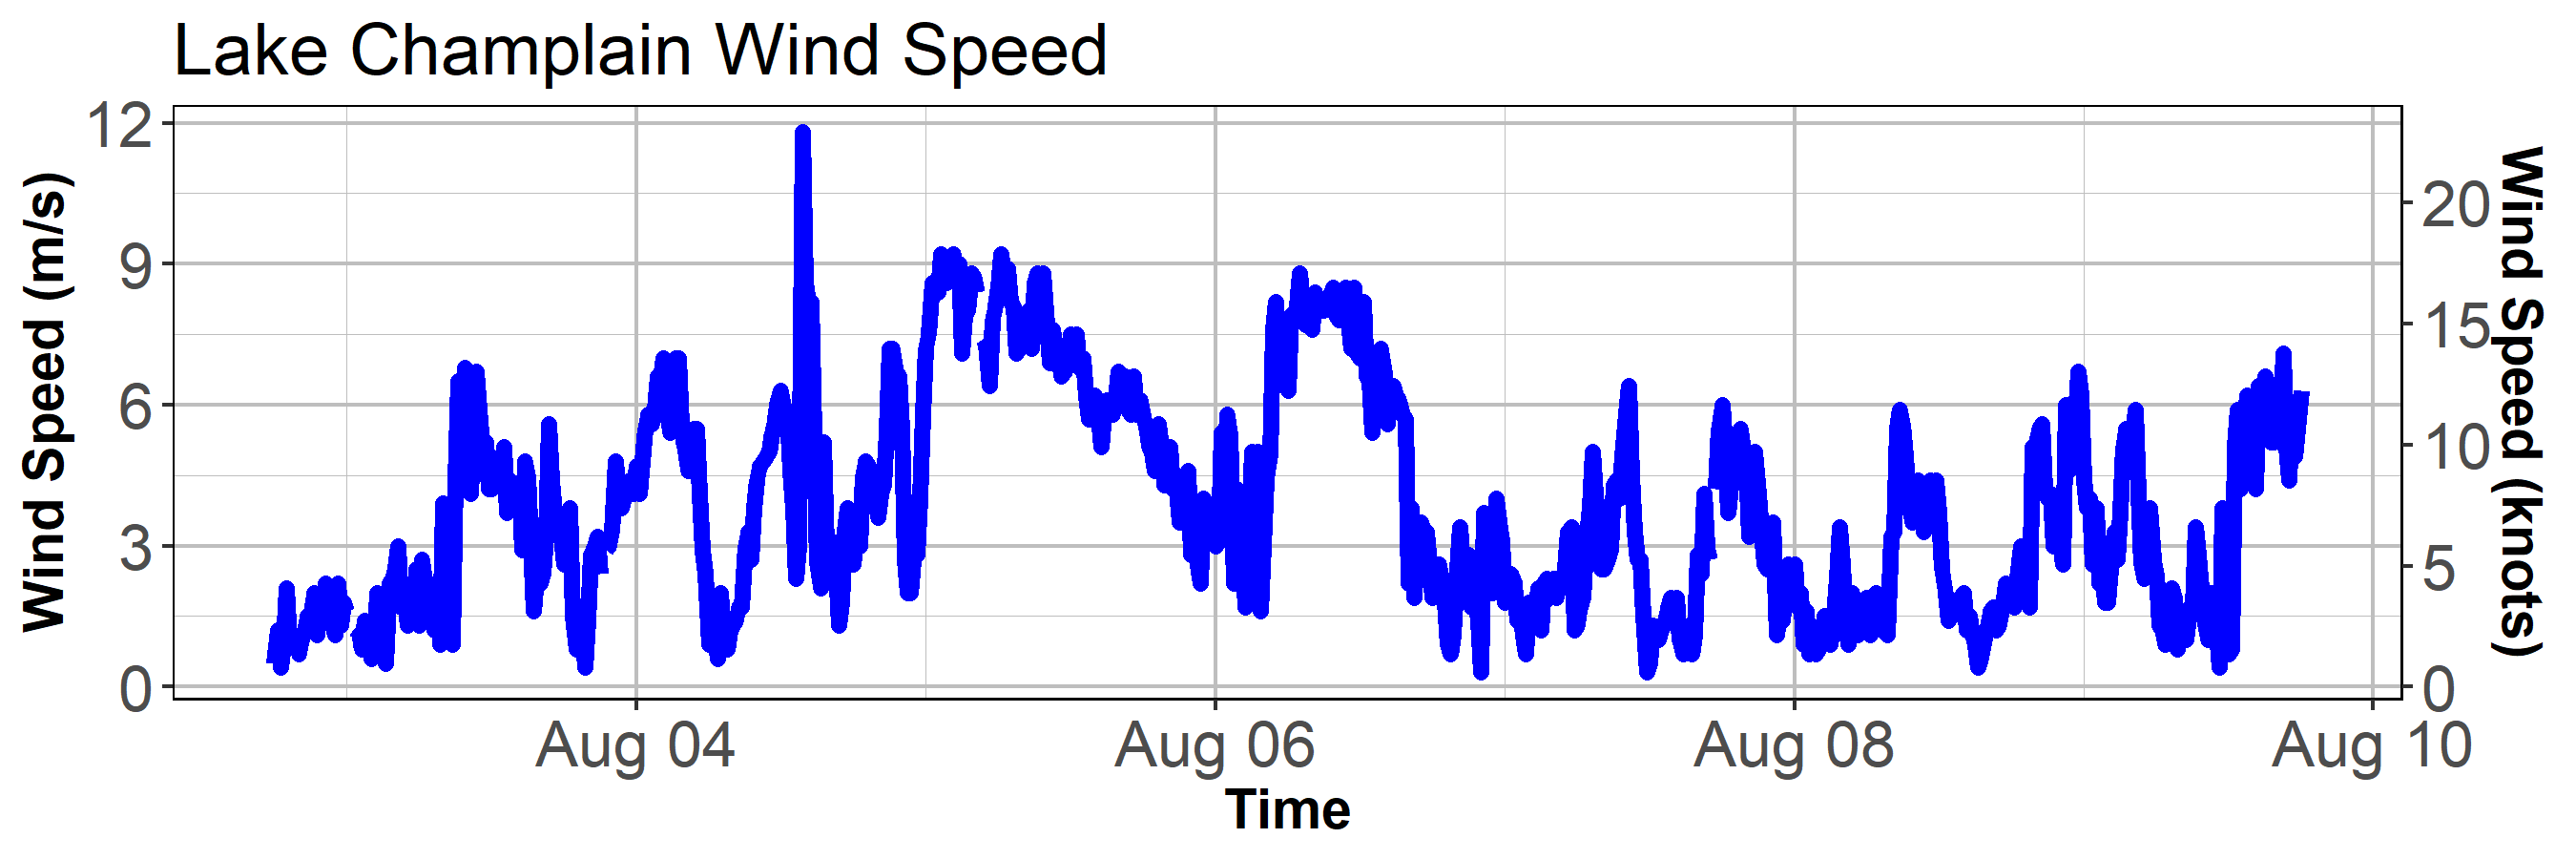 Lake Champlain Wind Speed
12
9
6
3
0
Wind Speed (m/s)
20
15
10
5
0
Wind Speed (knots)
Aug 04 Aug 06 Aug 08 Aug 10
Time